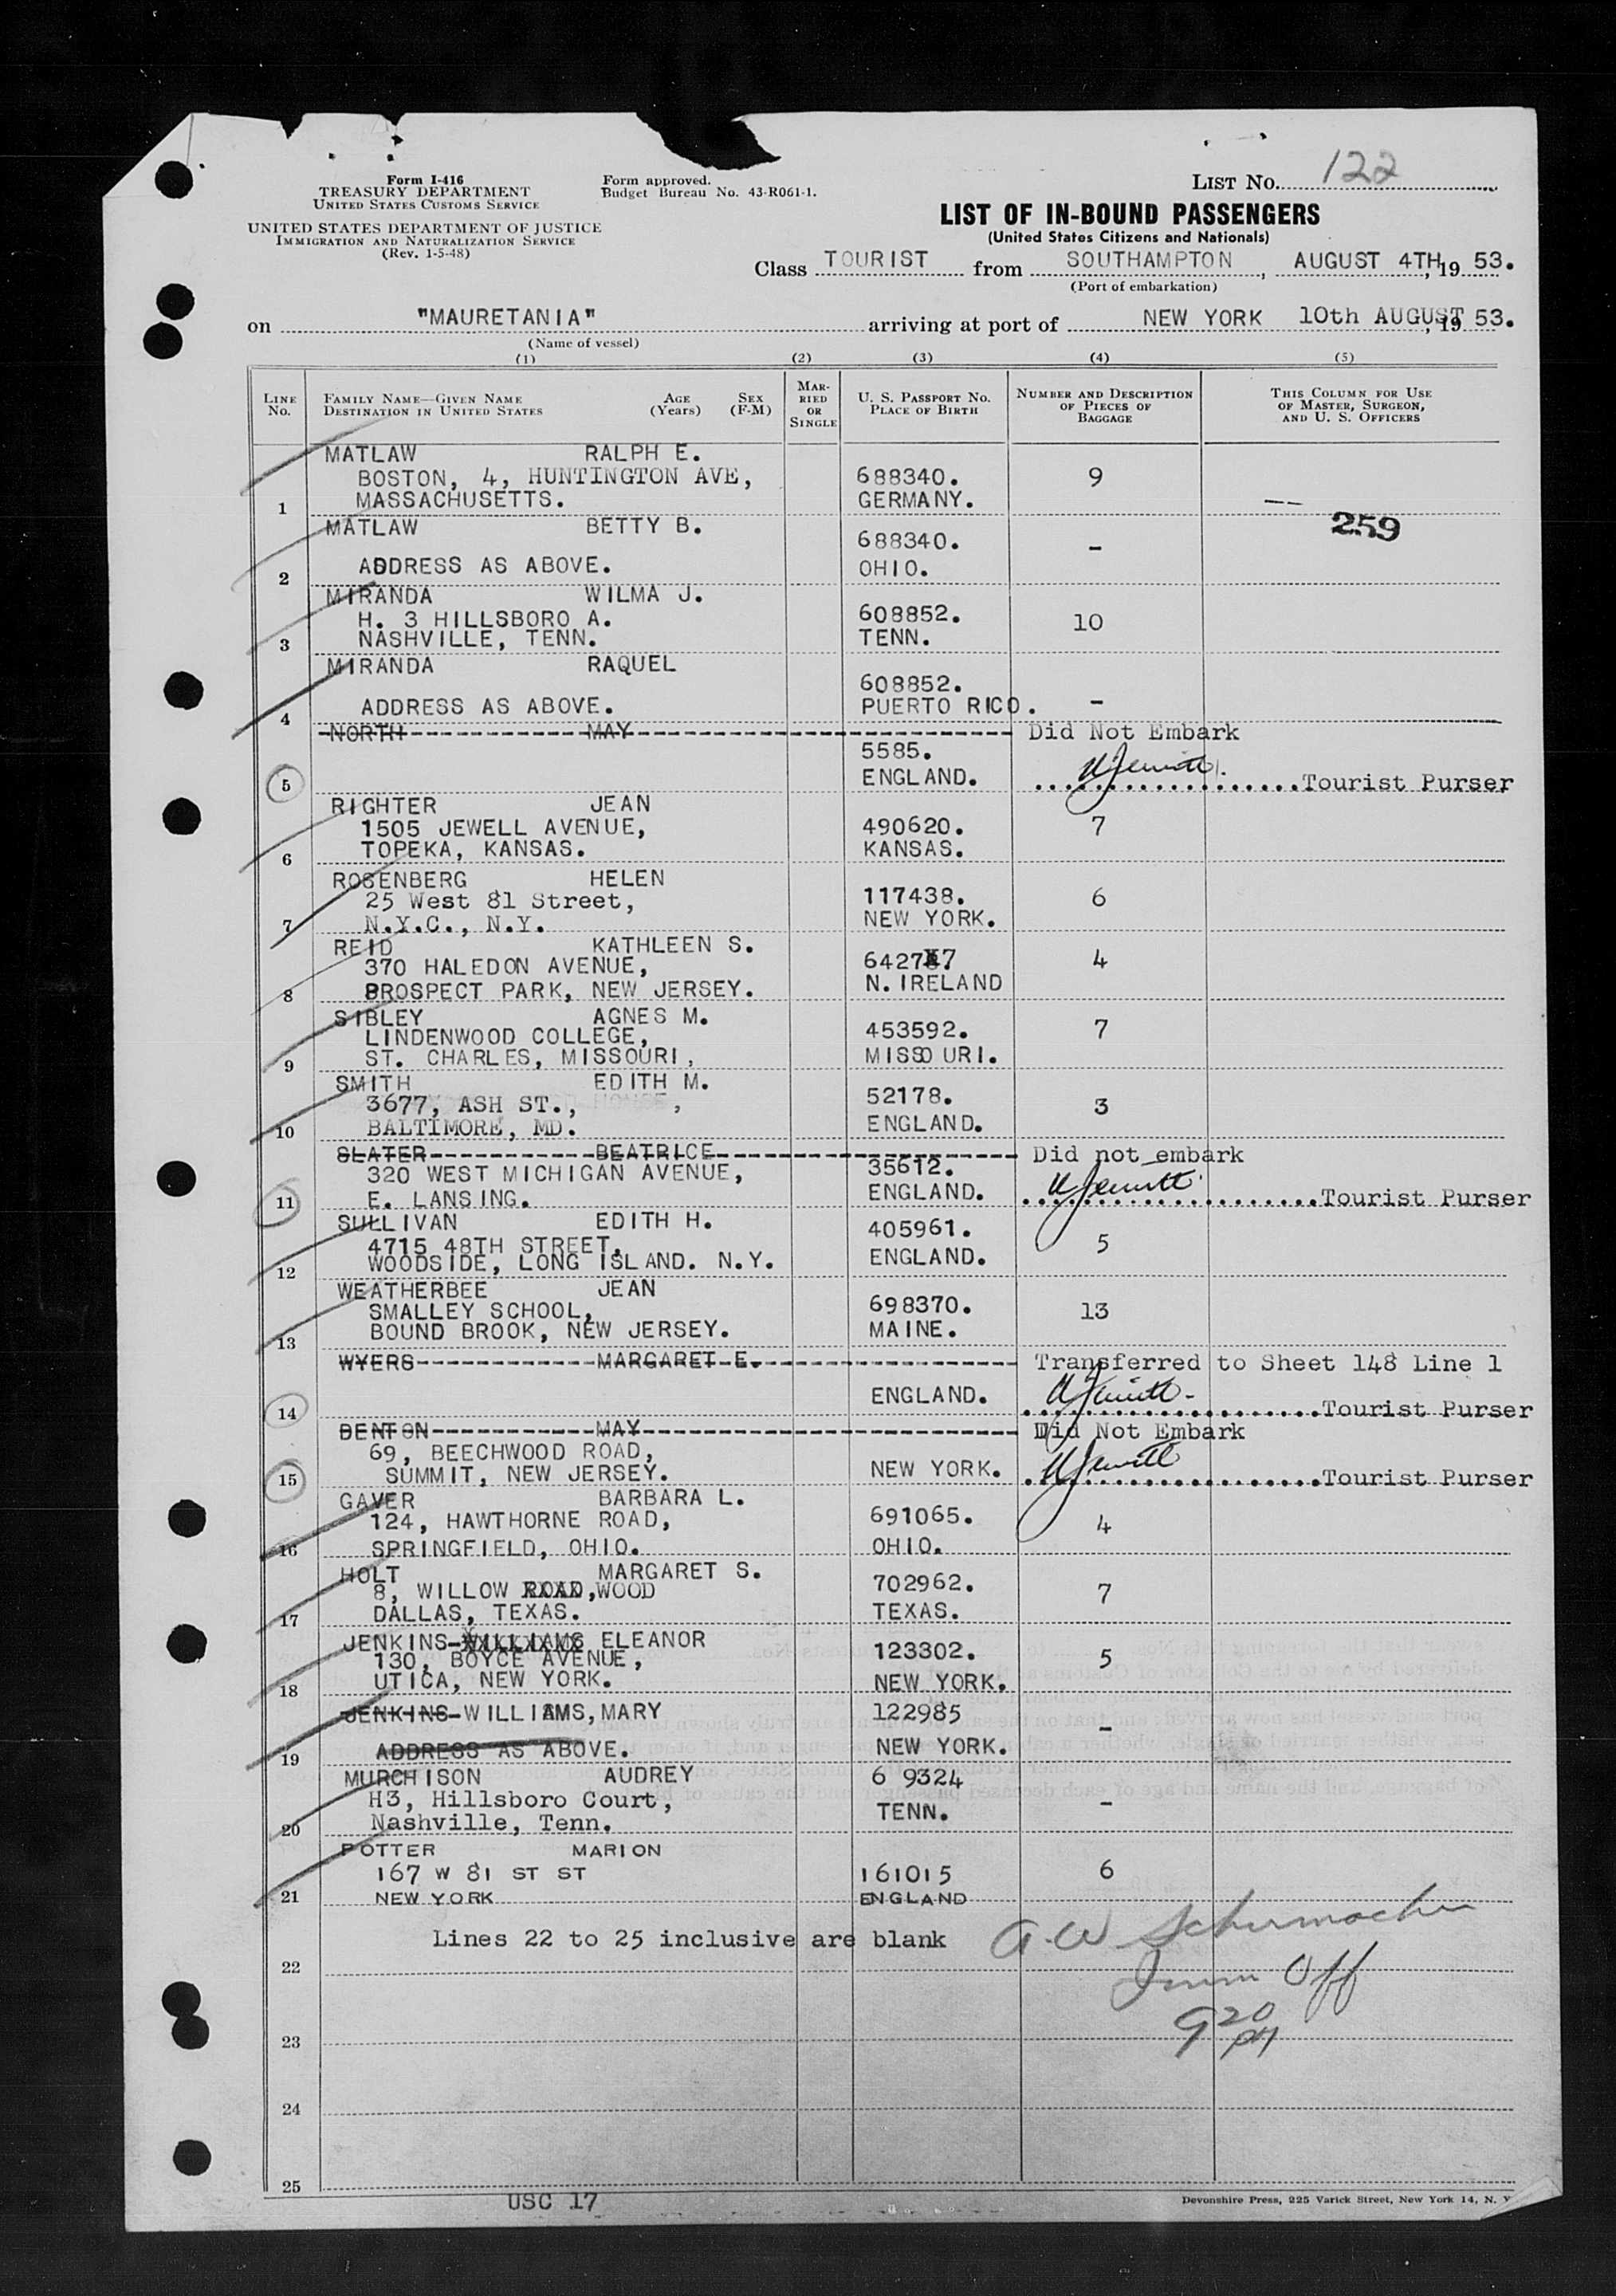 Form I-416
TREASURY DEPARTMENT
UNITED STATES CUSTOMS SERVICE
UNITED STATES DEPARTMENT OF JUSTICE
IMMIGRATION AND NATURALIZATION SERVICE
(Rev. 1-5-48)
Form approved.
Budget Bureau No. 43-R061-1.
LIST NO. 122
LIST OF IN-BOUND PASSENGERS
(United States Citizens and Nationals)
Class TOURIST from SOUTHAMPTON, AUGUST 4TH, 19 53.
(Port of embarkation)
on "MAURETANIA" arriving at port of NEW YORK 10th AUGUST, 19 53.
(Name of vessel)
(1) (2) (3) (4) (5)
LINE NO.
FAMILY NAME—GIVEN NAME
DESTINATION IN UNITED STATES
AGE (Years)
SEX (F-M)
MARRIED OR SINGLE
U. S. PASSPORT NO.
PLACE OF BIRTH
NUMBER AND DESCRIPTION OF PIECES OF BAGGAGE
THIS COLUMN FOR USE OF MASTER, SURGEON, AND U. S. OFFICERS
MATLAW RALPH E.
BOSTON, 4, HUNTINGTON AVE, 688340. 9
1 MASSACHUSETTS. GERMANY. --
MATLAW BETTY B. 259
688340. -
2 ADDRESS AS ABOVE. OHIO.
MIRANDA WILMA J.
H. 3 HILLSBORO A. 608852. 10
3 NASHVILLE, TENN. TENN.
MIRANDA RAQUEL
608852.
4 ADDRESS AS ABOVE. PUERTO RICO. -
NORTH MAY Did Not Embark
5585.
5 ENGLAND. Tourist Purser
RIGHTER JEAN
1505 JEWELL AVENUE, 490620. 7
6 TOPEKA, KANSAS. KANSAS.
ROSENBERG HELEN
25 West 81 Street, 117438. 6
7 N.Y.C., N.Y. NEW YORK.
REID KATHLEEN S.
370 HALEDON AVENUE, 6427X7 4
8 PROSPECT PARK, NEW JERSEY. N. IRELAND
SIBLEY AGNES M.
LINDENWOOD COLLEGE, 453592. 7
9 ST. CHARLES, MISSOURI, MISSOURI.
SMITH EDITH M.
3677, ASH ST., , 52178. 3
10 BALTIMORE, MD. ENGLAND.
SLATER BEATRICE Did not embark
320 WEST MICHIGAN AVENUE, 35612.
11 E. LANSING. ENGLAND. Tourist Purser
SULLIVAN EDITH H.
4715 48TH STREET, 405961. 5
12 WOODSIDE, LONG ISLAND. N.Y. ENGLAND.
WEATHERBEE JEAN
SMALLEY SCHOOL, 698370. 13
13 BOUND BROOK, NEW JERSEY. MAINE.
WYERS MARGARET E. Transferred to Sheet 148 Line 1
14 ENGLAND. Tourist Purser
DENTON MAY Did Not Embark
69, BEECHWOOD ROAD,
15 SUMMIT, NEW JERSEY. NEW YORK. Tourist Purser
GAVER BARBARA L.
124, HAWTHORNE ROAD, 691065. 4
16 SPRINGFIELD, OHIO. OHIO.
HOLT MARGARET S.
8, WILLOW ROAD, WOOD 702962. 7
17 DALLAS, TEXAS. TEXAS.
JENKINS-WILLIAMS ELEANOR
130, BOYCE AVENUE, 123302. 5
18 UTICA, NEW YORK. NEW YORK.
JENKINS-WILLIAMS, MARY 122985 -
19 ADDRESS AS ABOVE. NEW YORK.
MURCHISON AUDREY 6 9324
H3, Hillsboro Court, -
20 Nashville, Tenn. TENN.
POTTER MARION
167 W 81 ST ST 161015 6
21 NEW YORK ENGLAND
Lines 22 to 25 inclusive are blank A. W. Schumacher
22 Imm Off
23 9 20 PM
24
25
USC 17
Devonshire Press, 225 Varick Street, New York 14, N. Y